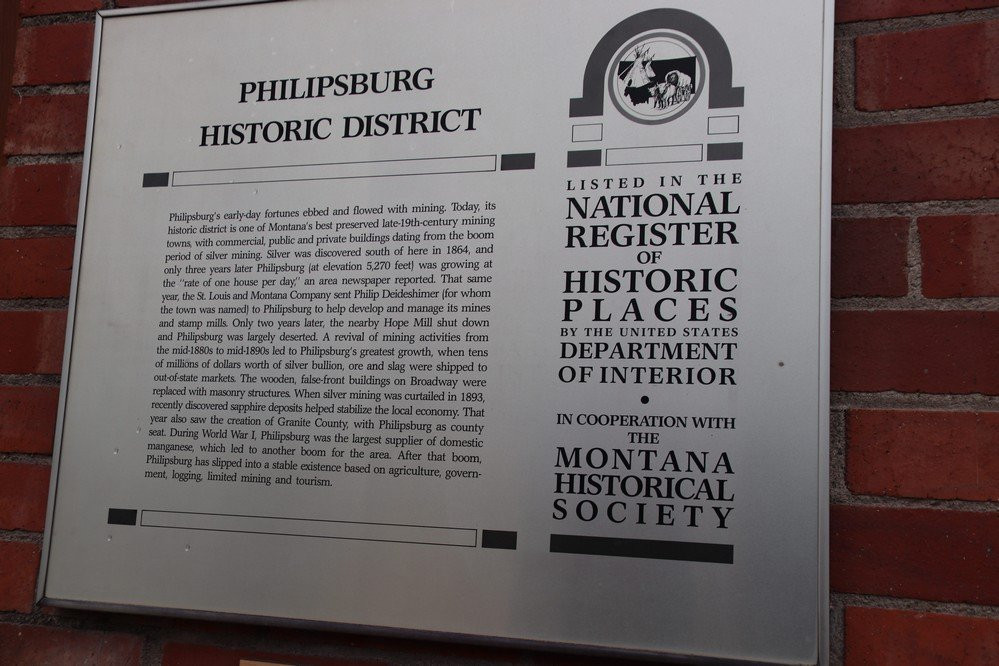 PHILIPSBURG
HISTORIC DISTRICT
Philipsburg's early-day fortunes ebbed and flowed with mining. Today, its
historic district is one of Montana's best preserved late-19th-century mining
towns, with commercial, public and private buildings dating from the boom
period of silver mining. Silver was discovered south of here in 1864, and
only three years later Philipsburg (at elevation 5,270 feet) was growing at
the "rate of one house per day," an area newspaper reported. That same
year, the St. Louis and Montana Company sent Philip Deideshimer (for whom
the town was named) to Philipsburg to help develop and manage its mines
and stamp mills. Only two years later, the nearby Hope Mill shut down
and Philipsburg was largely deserted. A revival of mining activities from
the mid-1880s to mid-1890s led to Philipsburg's greatest growth, when tens
of millions of dollars worth of silver bullion, ore and slag were shipped to
out-of-state markets. The wooden, false-front buildings on Broadway were
replaced with masonry structures. When silver mining was curtailed in 1893,
recently discovered sapphire deposits helped stabilize the local economy. That
year also saw the creation of Granite County, with Philipsburg as county
seat. During World War I, Philipsburg was the largest supplier of domestic
manganese, which led to another boom for the area. After that boom,
Philipsburg has slipped into a stable existence based on agriculture, govern-
ment, logging, limited mining and tourism.
LISTED IN THE
NATIONAL
REGISTER
OF
HISTORIC
PLACES
BY THE UNITED STATES
DEPARTMENT
OF INTERIOR
•
IN COOPERATION WITH
THE
MONTANA
HISTORICAL
SOCIETY